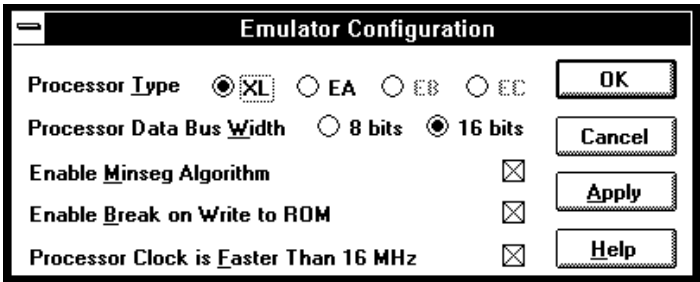 Emulator Configuration
Processor Type XL EA EB EC OK
Processor Data Bus Width 8 bits 16 bits Cancel
Enable Minseg Algorithm
Apply
Enable Break on Write to ROM
Processor Clock is Faster Than 16 MHz Help